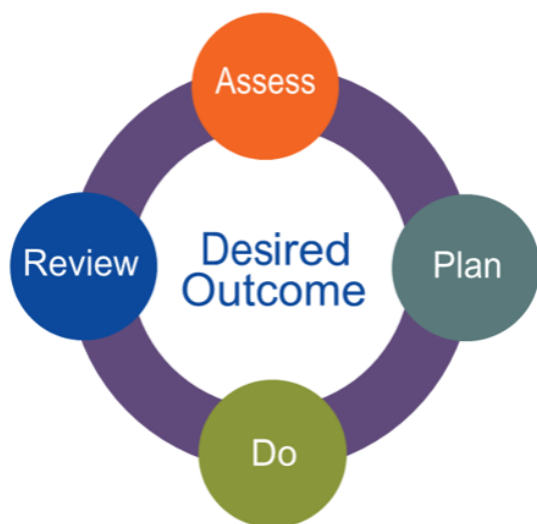 Assess
Review
Desired
Outcome
Plan
Do